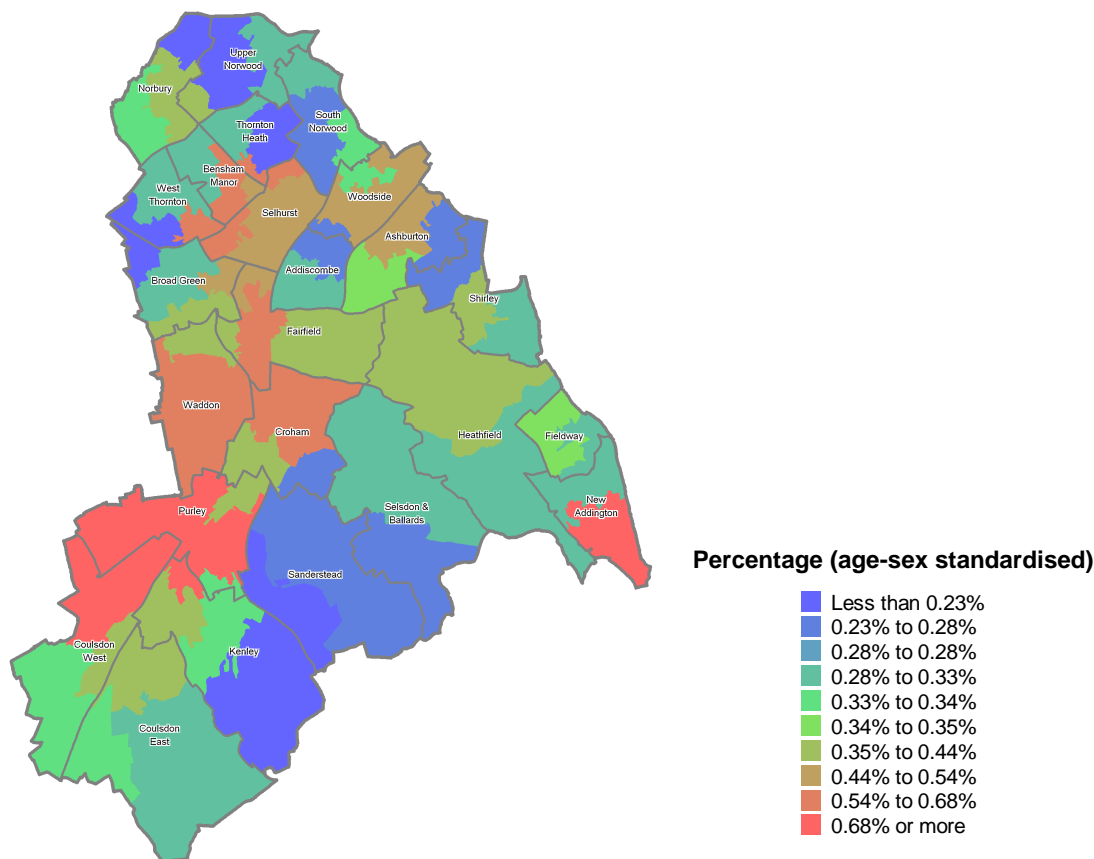 Upper
Norwood
Norbury
South
Norwood
Thornton
Heath
Bensham
Manor
West
Thornton
Woodside
Selhurst
Ashburton
Addiscombe
Broad Green
Shirley
Fairfield
Waddon
Croham
Heathfield
Fieldway
New
Addington
Selsdon &
Ballards
Purley
Sanderstead
Coulsdon
West
Kenley
Coulsdon
East
Percentage (age-sex standardised)
Less than 0.23%
0.23% to 0.28%
0.28% to 0.28%
0.28% to 0.33%
0.33% to 0.34%
0.34% to 0.35%
0.35% to 0.44%
0.44% to 0.54%
0.54% to 0.68%
0.68% or more